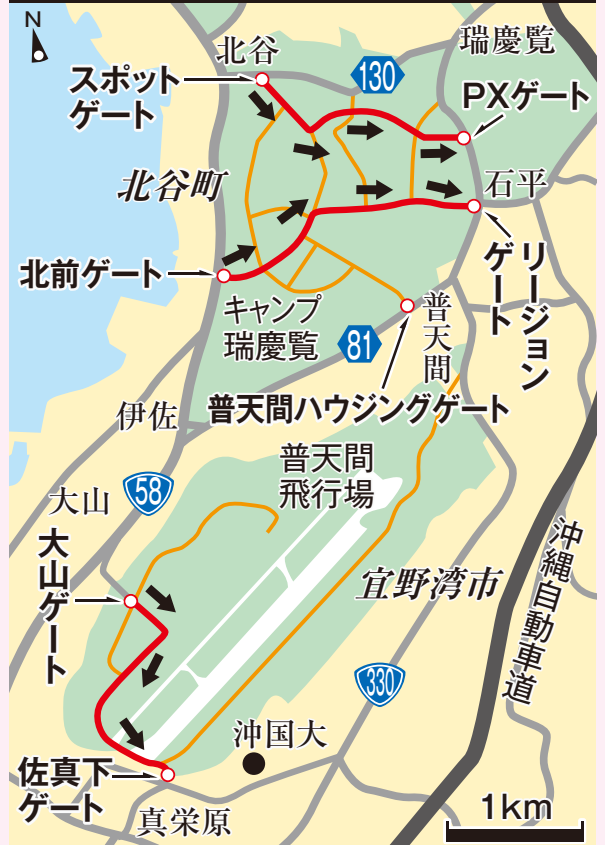 N
北谷
瑞慶覧
スポット
ゲート
130
PXゲート
北谷町
石平
リージョン
ゲート
北前ゲート
キャンプ
瑞慶覧
81
普天間
伊佐
普天間ハウジングゲート
普天間
飛行場
58
大山
大山ゲート
沖縄自動車道
宜野湾市
330
沖国大
佐真下
ゲート
真栄原
1km